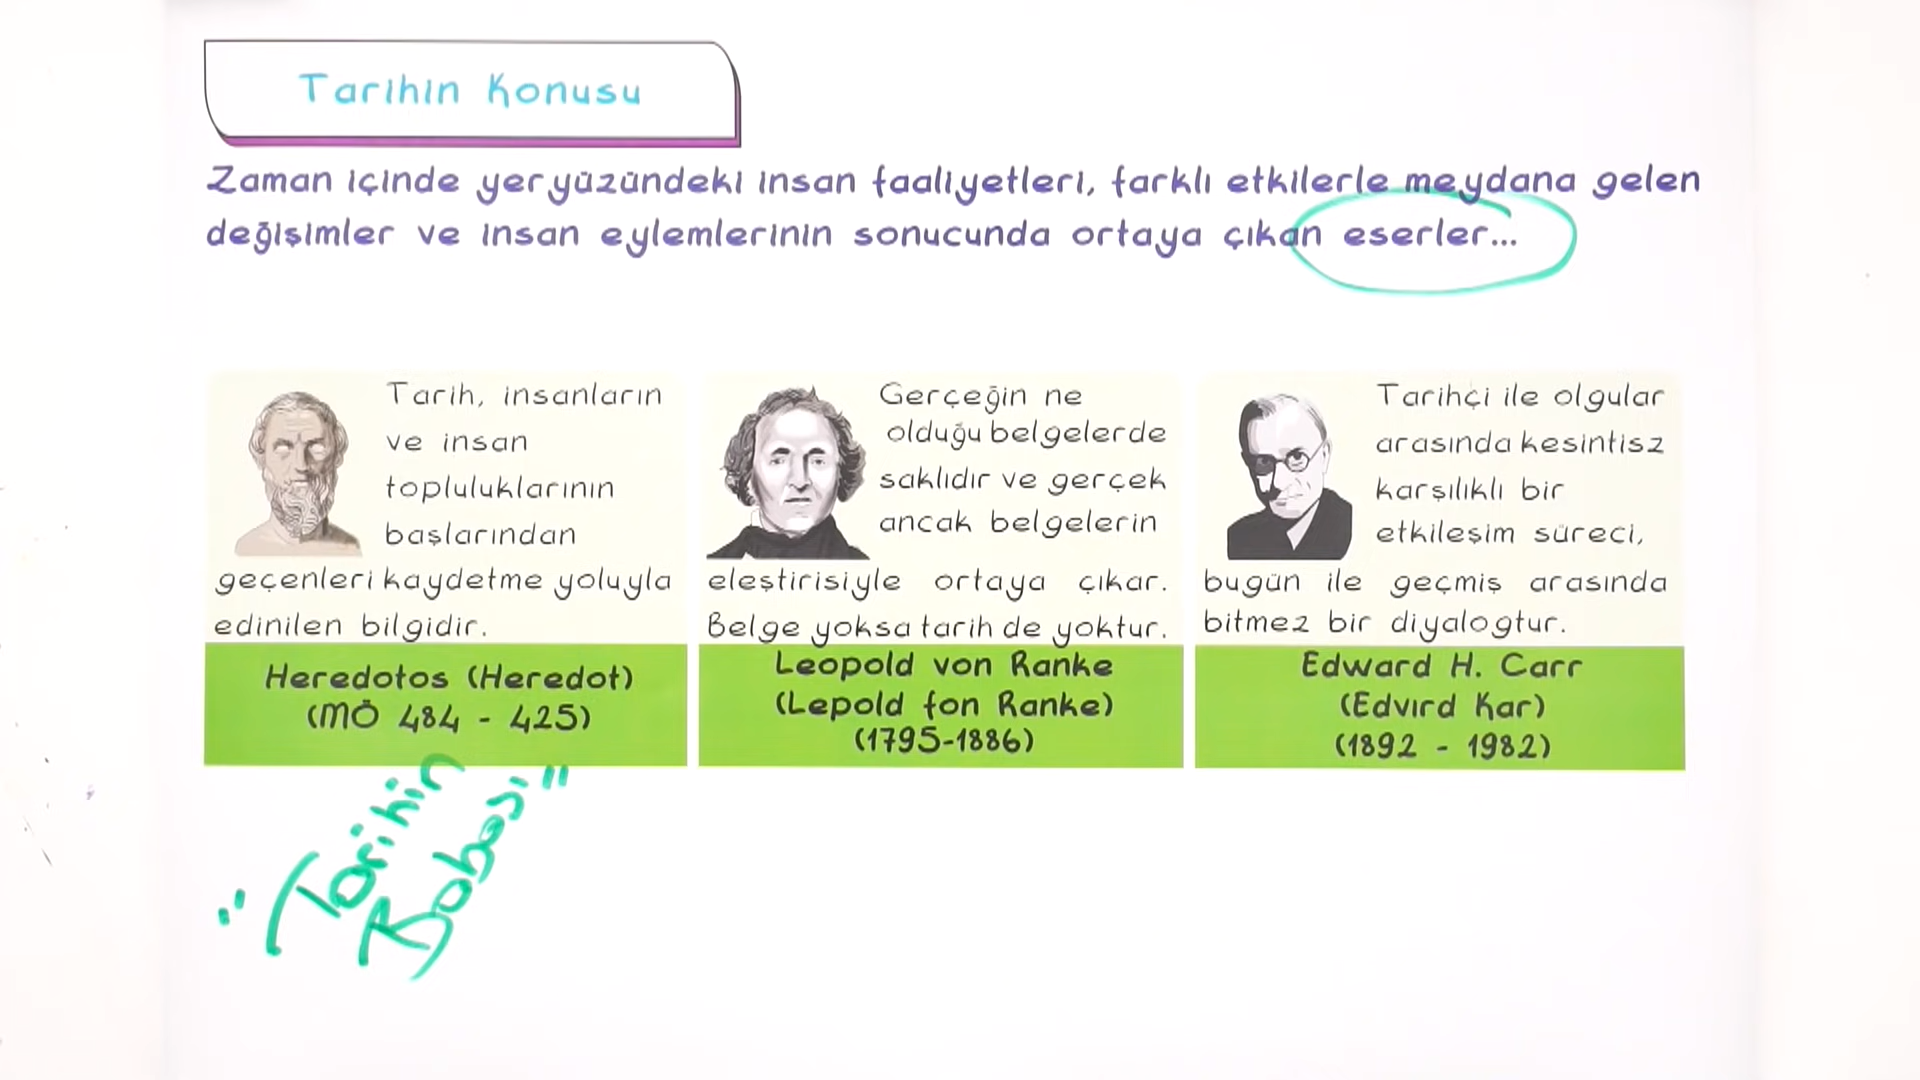 Tarihin Konusu
Zaman içinde yeryüzündeki insan faaliyetleri, farklı etkilerle meydana gelen
değişimler ve insan eylemlerinin sonucunda ortaya çıkan eserler...
Tarih, insanların
ve insan
topluluklarının
başlarından
geçenleri kaydetme yoluyla
edinilen bilgidir.
Heredotos (Heredot)
(MÖ 484 - 425)
Gerçeğin ne
olduğu belgelerde
saklıdır ve gerçek
ancak belgelerin
eleştirisiyle ortaya çıkar.
Belge yoksa tarih de yoktur.
Leopold von Ranke
(Lepold fon Ranke)
(1795-1886)
Tarihçi ile olgular
arasında kesintisz
karşılıklı bir
etkileşim süreci,
bugün ile geçmiş arasında
bitmez bir diyalogtur.
Edward H. Carr
(Edvırd Kar)
(1892 - 1982)
"Tarihin
Babası"